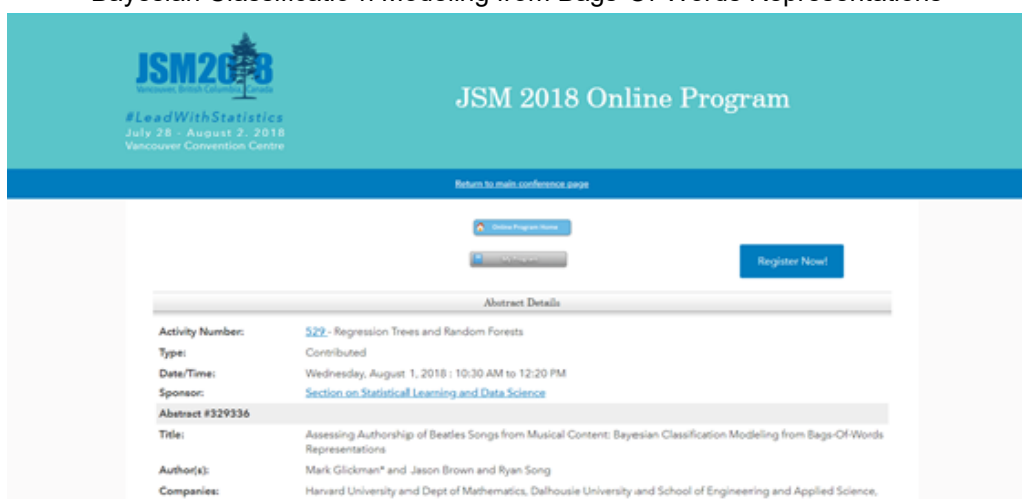 Bayesian Classification Modeling from Bags-Of-Words Representations
JSM2018
Vancouver, British Columbia, Canada
#LeadWithStatistics
July 28 - August 2, 2018
Vancouver Convention Centre
JSM 2018 Online Program
Return to main conference page
Online Program Home
My Program
Register Now!
Abstract Details
Activity Number: 529 - Regression Trees and Random Forests
Type: Contributed
Date/Time: Wednesday, August 1, 2018 : 10:30 AM to 12:20 PM
Sponsor: Section on Statistical Learning and Data Science
Abstract #329336
Title: Assessing Authorship of Beatles Songs from Musical Content: Bayesian Classification Modeling from Bags-Of-Words
Representations
Author(s): Mark Glickman* and Jason Brown and Ryan Song
Companies: Harvard University and Dept of Mathematics, Dalhousie University and School of Engineering and Applied Science,